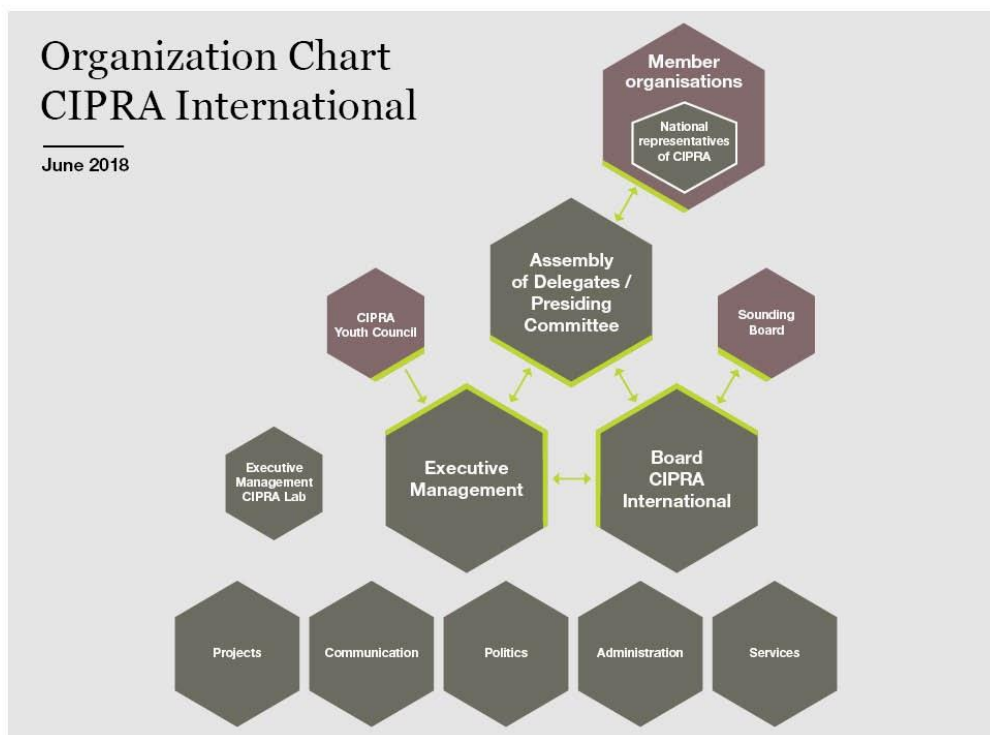 Organization Chart
CIPRA International
June 2018
Member
organisations
National
representatives
of CIPRA
Assembly
of Delegates /
Presiding
Committee
CIPRA
Youth Council
Sounding
Board
Executive
Management
CIPRA Lab
Executive
Management
Board
CIPRA
International
Projects
Communication
Politics
Administration
Services